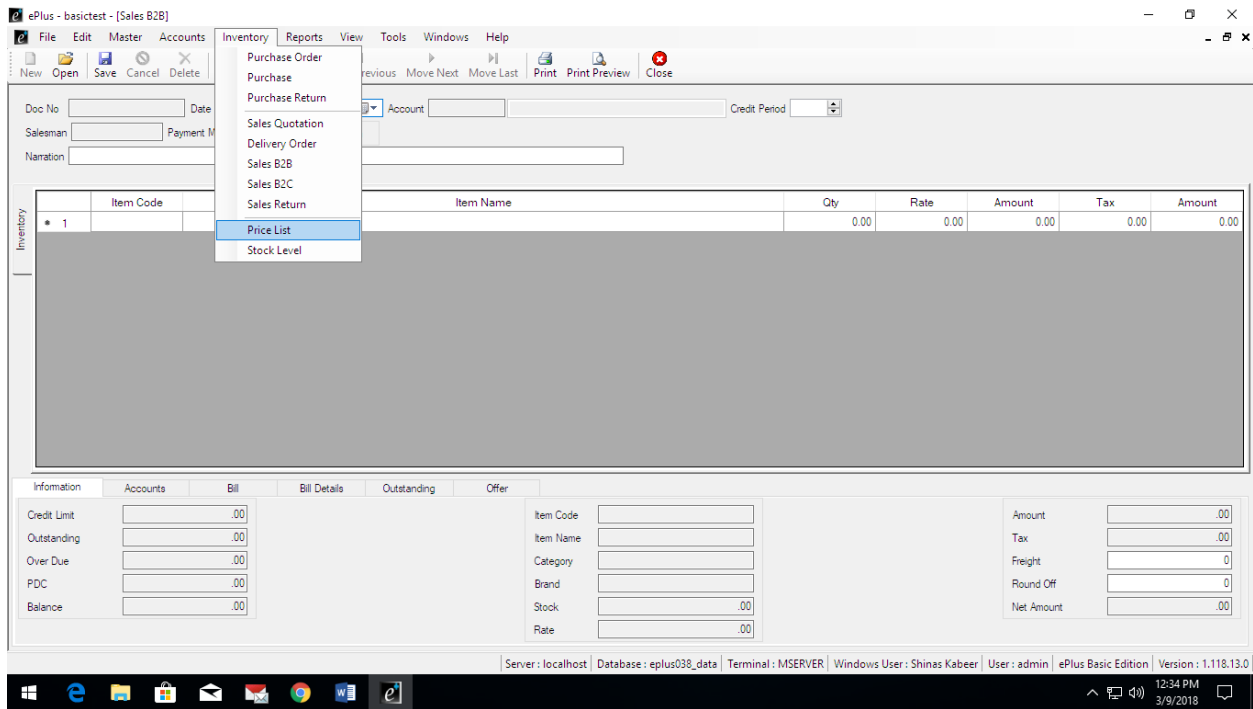 ePlus - basictest - [Sales B2B]
File Edit Master Accounts Inventory Reports View Tools Windows Help
New Open Save Cancel Delete revious Move Next Move Last Print Print Preview Close
Purchase Order
Purchase
Purchase Return
Sales Quotation
Delivery Order
Sales B2B
Sales B2C
Sales Return
Price List
Stock Level
Doc No Date Account Credit Period
Salesman Payment M
Narration
Inventory
Item Code Item Name Qty Rate Amount Tax Amount
* 1 0.00 0.00 0.00 0.00 0.00
Information Accounts Bill Bill Details Outstanding Offer
Credit Limit .00 Item Code Amount .00
Outstanding .00 Item Name Tax .00
Over Due .00 Category Freight 0
PDC .00 Brand Round Off 0
Balance .00 Stock .00 Net Amount .00
Rate .00
Server : localhost Database : eplus038_data Terminal : MSERVER Windows User : Shinas Kabeer User : admin ePlus Basic Edition Version : 1.118.13.0
12:34 PM
3/9/2018